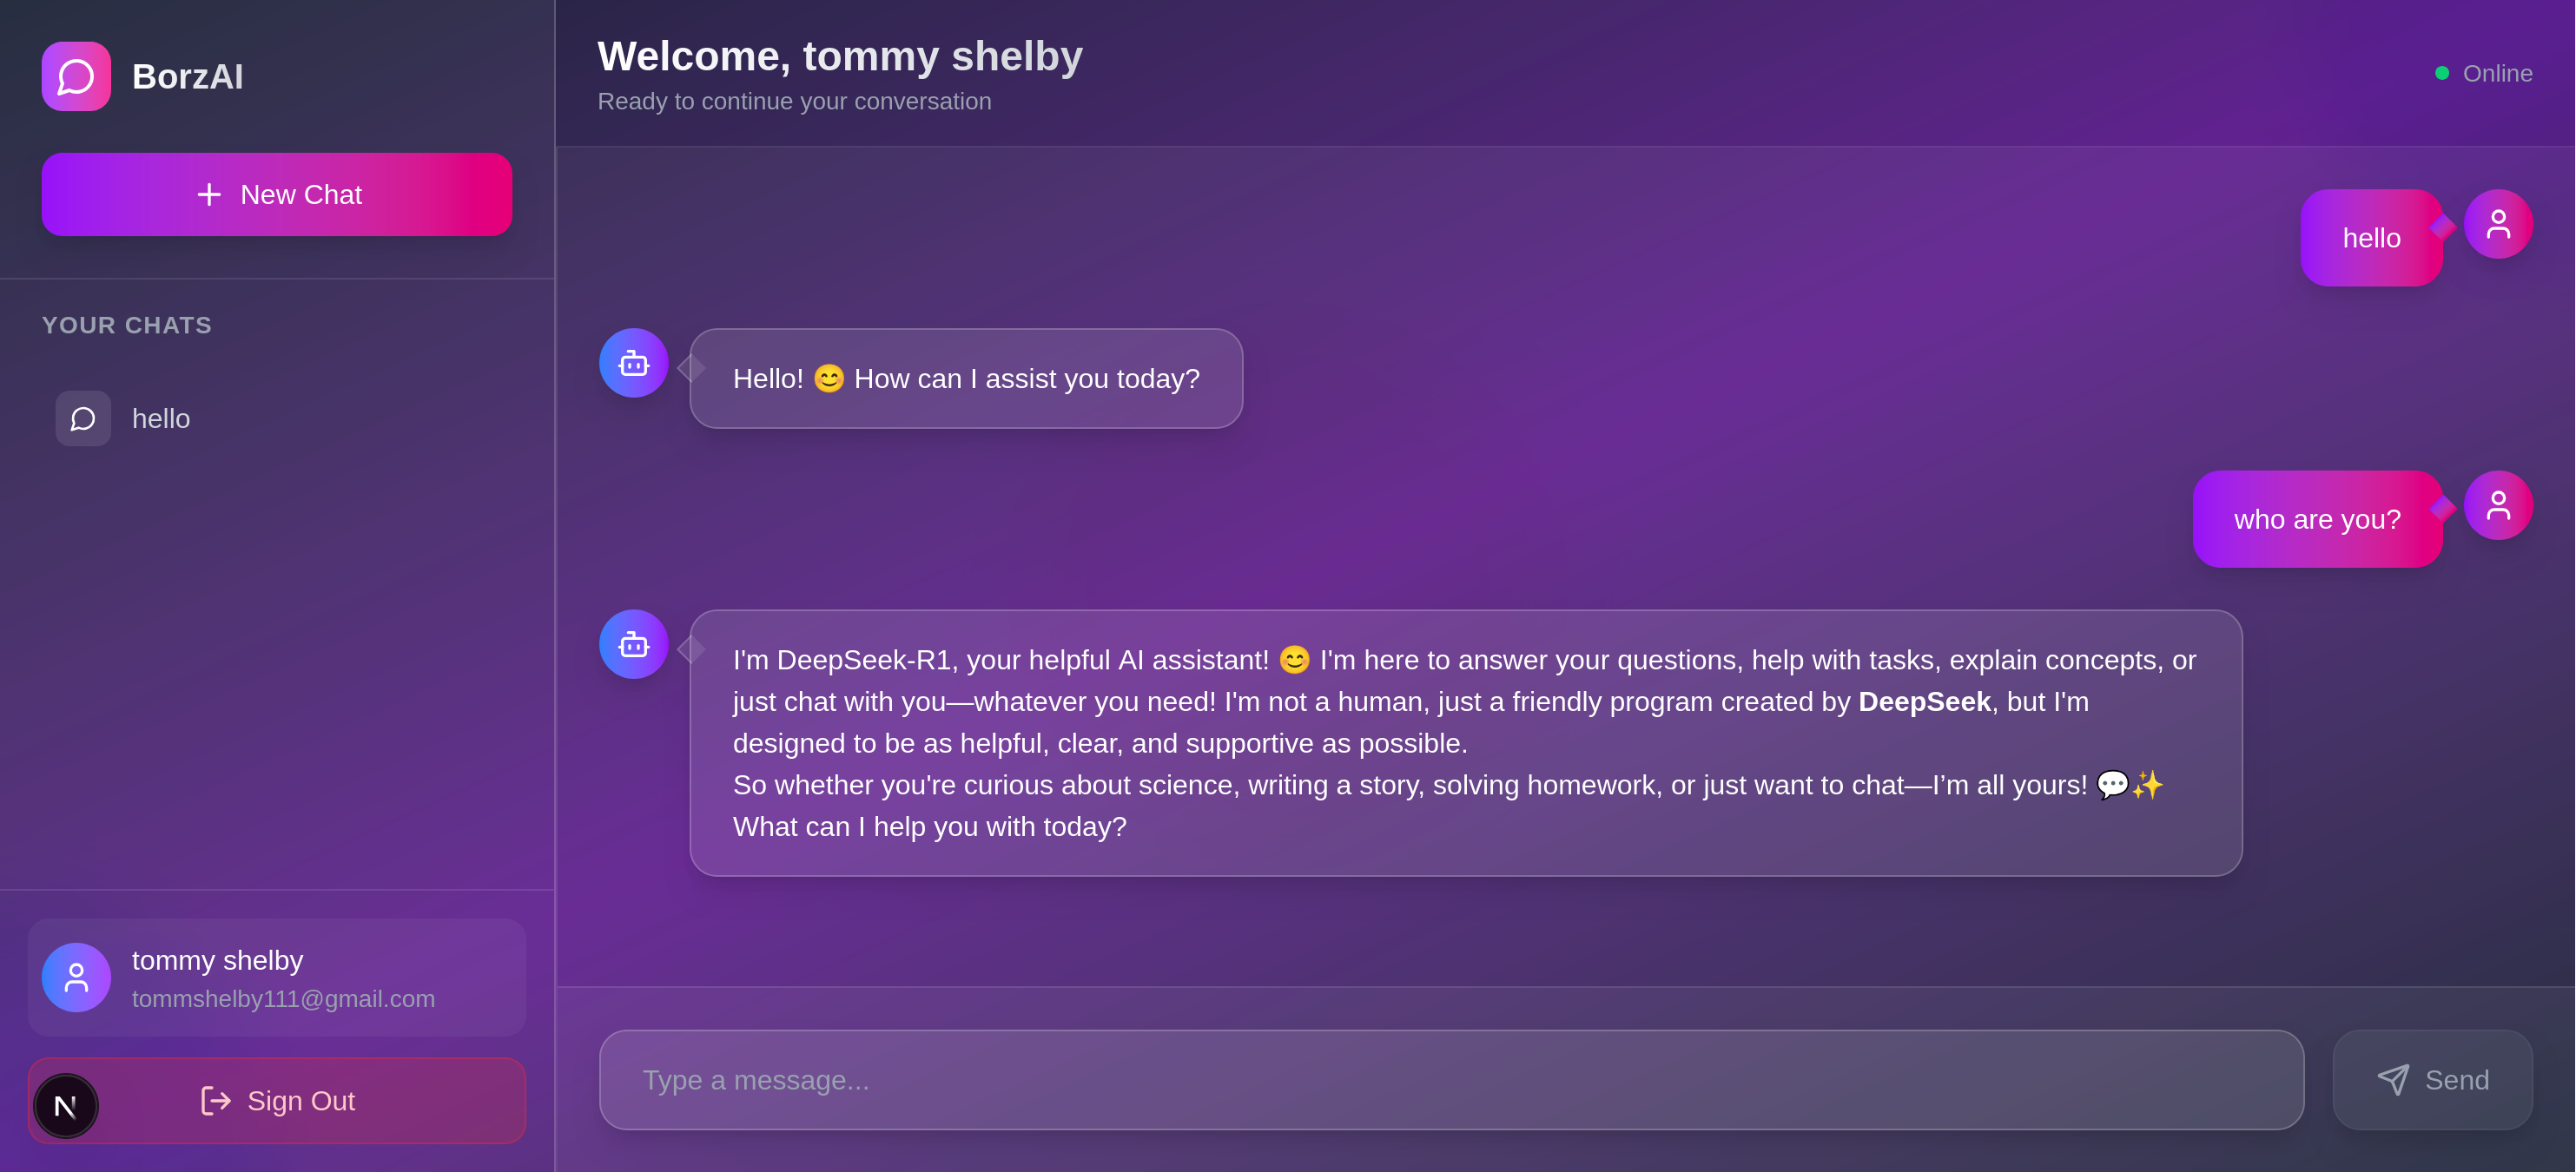 BorzAI
New Chat
YOUR CHATS
hello
tommy shelby
tommshelby111@gmail.com
N
Sign Out
Welcome, tommy shelby
Ready to continue your conversation
Online
hello
Hello! 😊 How can I assist you today?
who are you?
I'm DeepSeek-R1, your helpful AI assistant! 😊 I'm here to answer your questions, help with tasks, explain concepts, or
just chat with you—whatever you need! I'm not a human, just a friendly program created by DeepSeek, but I'm
designed to be as helpful, clear, and supportive as possible.
So whether you're curious about science, writing a story, solving homework, or just want to chat—I’m all yours! 💬✨
What can I help you with today?
Type a message...
Send